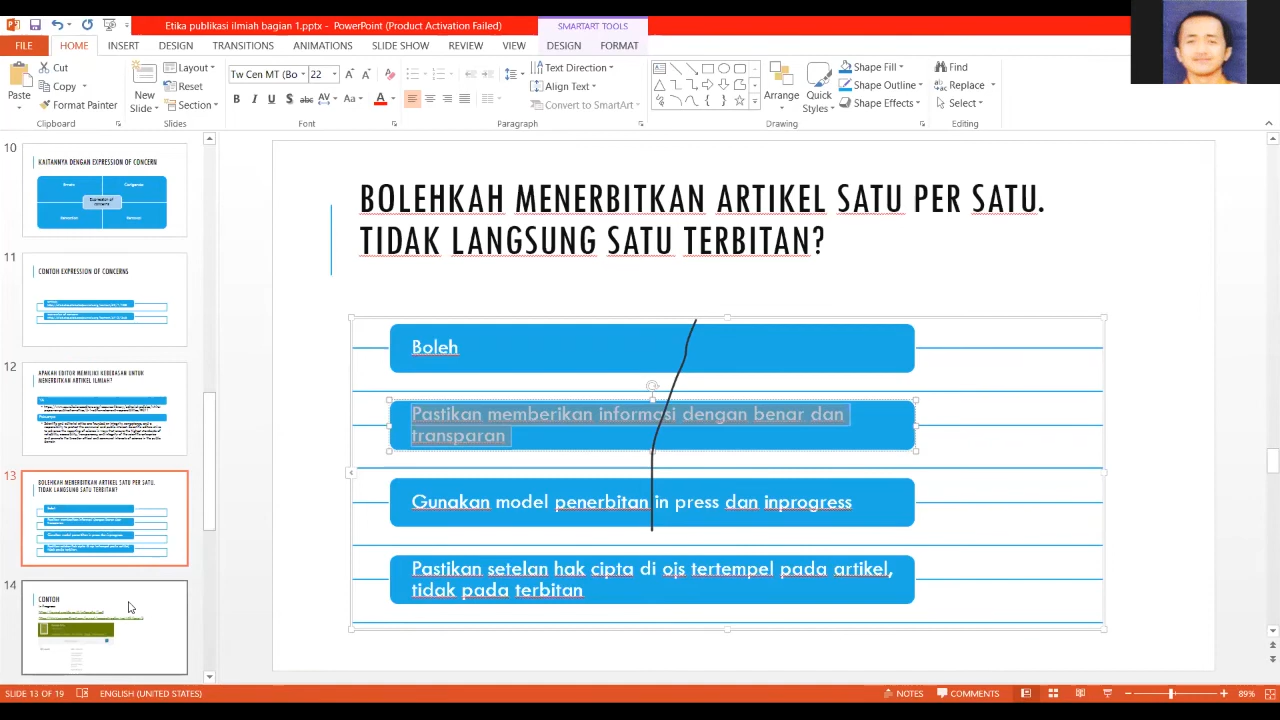 Etika publikasi ilmiah bagian 1.pptx - PowerPoint (Product Activation Failed)
SMARTART TOOLS
FILE HOME INSERT DESIGN TRANSITIONS ANIMATIONS SLIDE SHOW REVIEW VIEW DESIGN FORMAT
Paste
Cut
Copy
Format Painter
Clipboard
New Slide
Layout
Reset
Section
Slides
Tw Cen MT (Bo 22
B I U S abc AV Aa A
Font
Text Direction
Align Text
Convert to SmartArt
Paragraph
Arrange
Quick Styles
Shape Fill
Shape Outline
Shape Effects
Drawing
Find
Replace
Select
Editing
10
KAITANNYA DENGAN EXPRESSION OF CONCERN
11
CONTOH EXPRESSION OF CONCERNS
12
APAKAH EDITOR MEMILIKI KEBEBASAN UNTUK
MENERBITKAN ARTIKEL ILMIAH?
13
BOLEHKAH MENERBITKAN ARTIKEL SATU PER SATU.
TIDAK LANGSUNG SATU TERBITAN?
14
CONTOH
BOLEHKAH MENERBITKAN ARTIKEL SATU PER SATU.
TIDAK LANGSUNG SATU TERBITAN?
Boleh
Pastikan memberikan informasi dengan benar dan
transparan
Gunakan model penerbitan in press dan inprogress
Pastikan setelan hak cipta di ojs tertempel pada artikel,
tidak pada terbitan
SLIDE 13 OF 19 ENGLISH (UNITED STATES) NOTES COMMENTS 89%